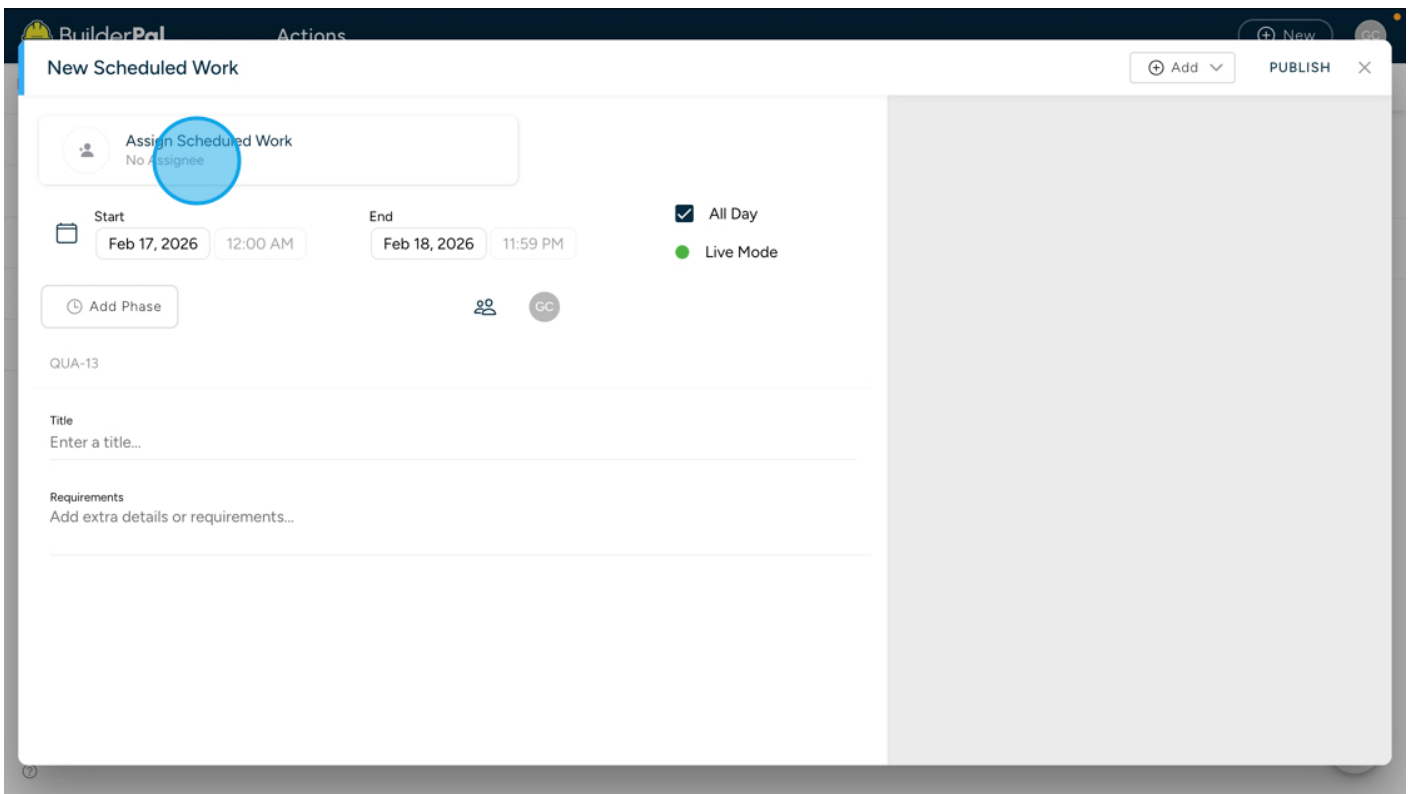 BuilderPal Actions New GC
New Scheduled Work Add PUBLISH
Assign Scheduled Work
No Assignee
Start End All Day
Feb 17, 2026 12:00 AM Feb 18, 2026 11:59 PM
Live Mode
Add Phase GC
QUA-13
Title
Enter a title...
Requirements
Add extra details or requirements...